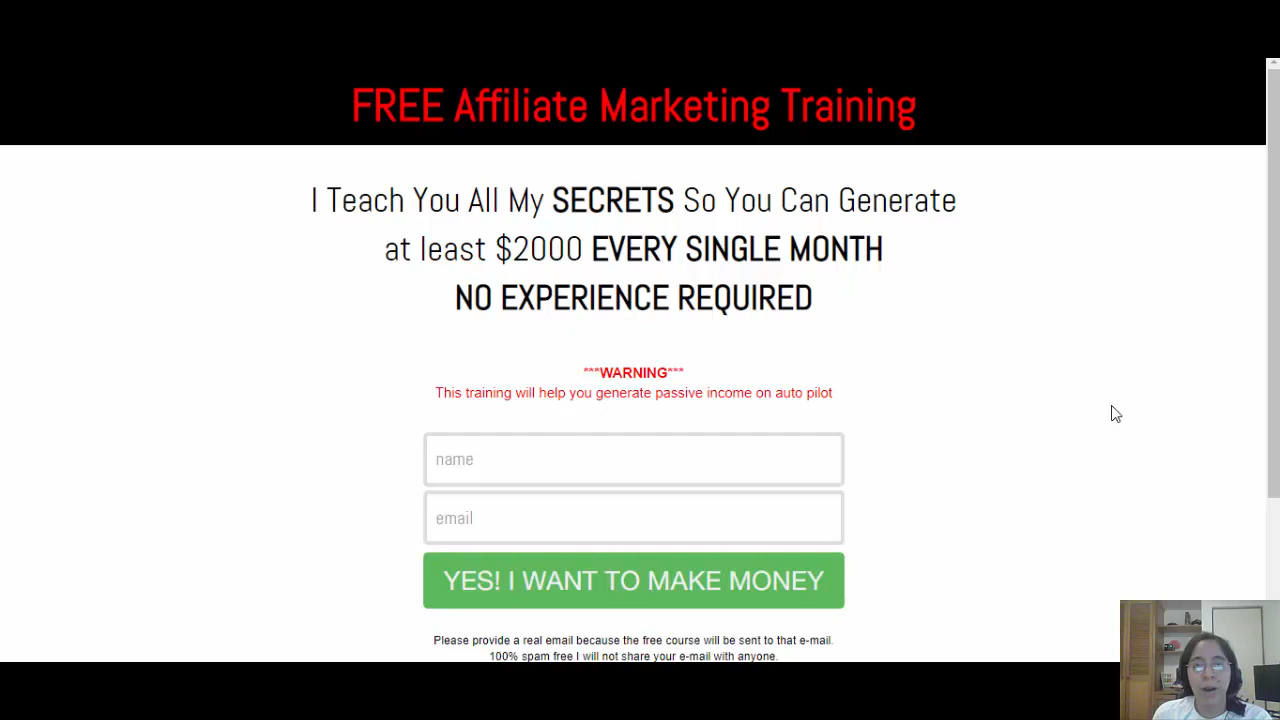 FREE Affiliate Marketing Training
I Teach You All My SECRETS So You Can Generate
at least $2000 EVERY SINGLE MONTH
NO EXPERIENCE REQUIRED
***WARNING***
This training will help you generate passive income on auto pilot
name
email
YES! I WANT TO MAKE MONEY
Please provide a real email because the free course will be sent to that e-mail.
100% spam free I will not share your e-mail with anyone.